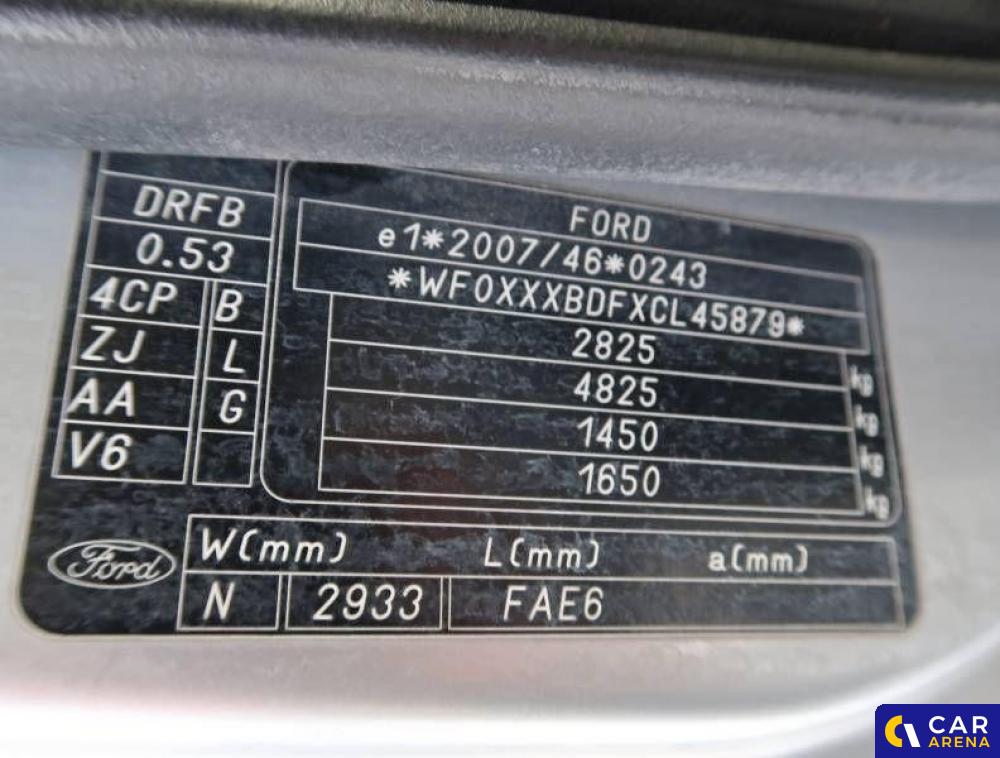 FORD
e1*2007/46*0243
*WF0XXXBDFXCL45879*
2825 kg
4825 kg
1450 kg
1650 kg
DRFB
0.53
4CP B
ZJ L
AA G
V6
Ford
W(mm) L(mm) a(mm)
N 2933 FAE6
CAR
ARENA